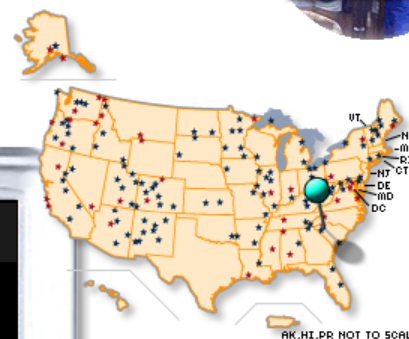 VT
N
M
RI
CT
NJ
DE
MD
DC
AK,HI,PR NOT TO SCAL